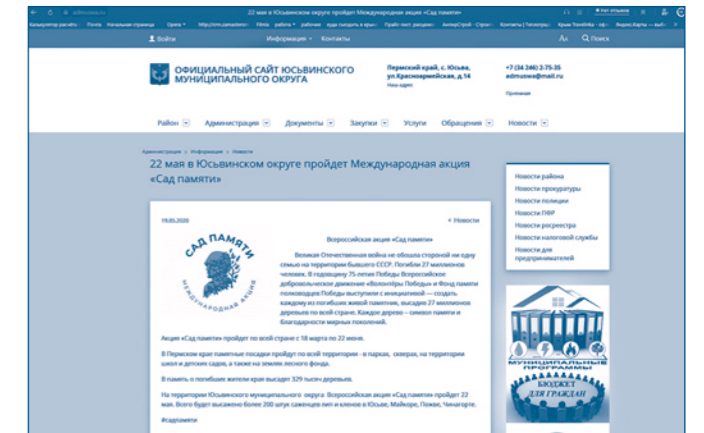 22 мая в Юсьвинском округе пройдет Международная акция «Сад памяти»
Нет отзывов
Почта Начальная страница Opera
Войти
Информация Контакты
Аа Поиск
ОФИЦИАЛЬНЫЙ САЙТ ЮСЬВИНСКОГО
МУНИЦИПАЛЬНОГО ОКРУГА
Пермский край, с. Юсьва,
ул.Красноармейская, д.14
Наш адрес
+7 (34 246) 2-75-35
admuswa@mail.ru
Приемная
Район Администрация Документы Закупки Услуги Обращения Новости
Администрация > Информация > Новости
22 мая в Юсьвинском округе пройдет Международная акция
«Сад памяти»
19.05.2020
< Новости
САД ПАМЯТИ
МЕЖДУНАРОДНАЯ АКЦИЯ
Всероссийская акция «Сад памяти»
Великая Отечественная война не обошла стороной ни одну
семью на территории бывшего СССР. Погибли 27 миллионов
человек. В годовщину 75-летия Победы Всероссийское
добровольческое движение «Волонтёры Победы» и Фонд памяти
полководцев Победы выступили с инициативой — создать
каждому из погибших живой памятник, высадив 27 миллионов
деревьев по всей стране. Каждое дерево – символ памяти и
благодарности мирных поколений.
Акция «Сад памяти» пройдет по всей стране с 18 марта по 22 июня.
В Пермском крае памятные посадки пройдут по всей территории - в парках, скверах, на территории
школ и детских садов, а также на землях лесного фонда.
В память о погибших жители края высадят 329 тысяч деревьев.
На территории Юсьвинского муниципального округа Всероссийская акция «Сад памяти» пройдет 22
мая. Всего будет высажено более 200 штук саженцев лип и кленов в Юсьве, Майкоре, Пожве, Чинагорте.
#садпамяти
Новости района
Новости прокуратуры
Новости полиции
Новости ПФР
Новости росреестра
Новости налоговой службы
Новости для
предпринимателей
МУНИЦИПАЛЬНЫЕ
ПРОГРАММЫ
БЮДЖЕТ
ДЛЯ ГРАЖДАН